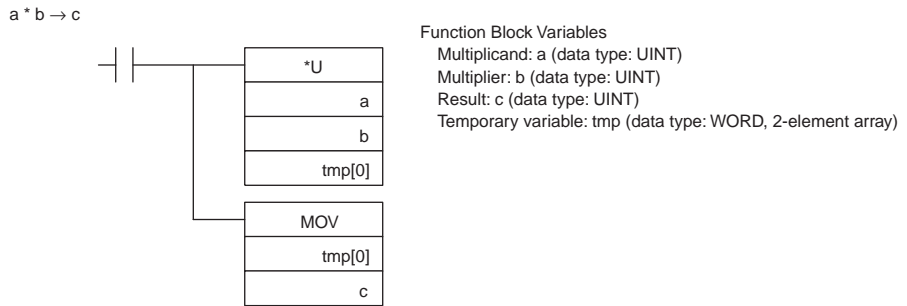 a * b → c
Function Block Variables
Multiplicand: a (data type: UINT)
Multiplier: b (data type: UINT)
Result: c (data type: UINT)
Temporary variable: tmp (data type: WORD, 2-element array)
*U
a
b
tmp[0]
MOV
tmp[0]
c